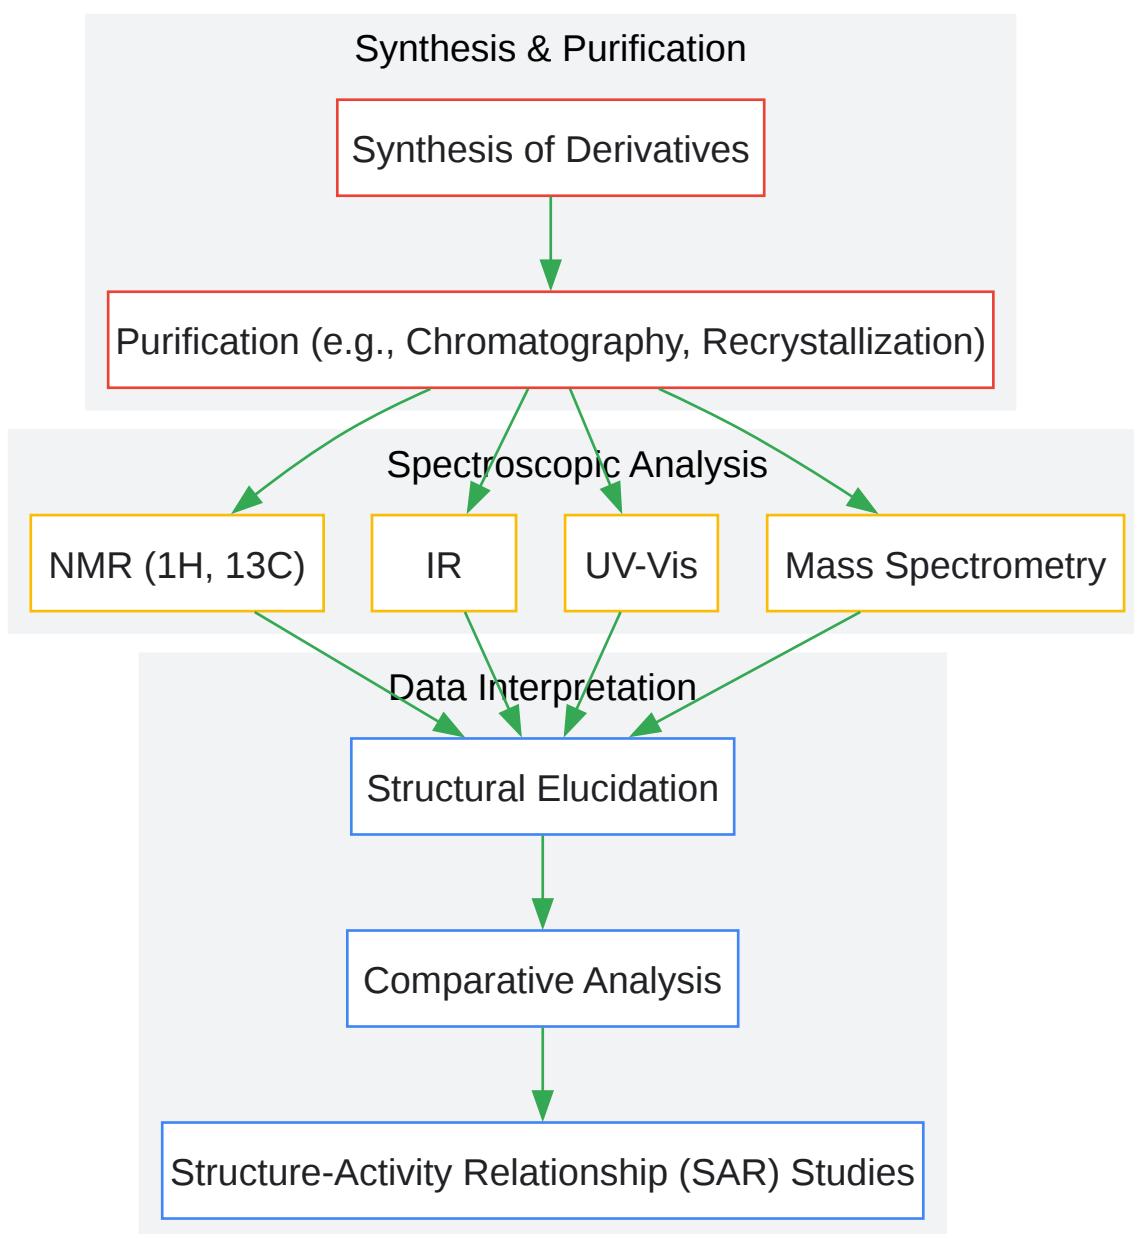 Synthesis & Purification
Synthesis of Derivatives
Purification (e.g., Chromatography, Recrystallization)
Spectroscopic Analysis
NMR (1H, 13C)
IR
UV-Vis
Mass Spectrometry
Data Interpretation
Structural Elucidation
Comparative Analysis
Structure-Activity Relationship (SAR) Studies